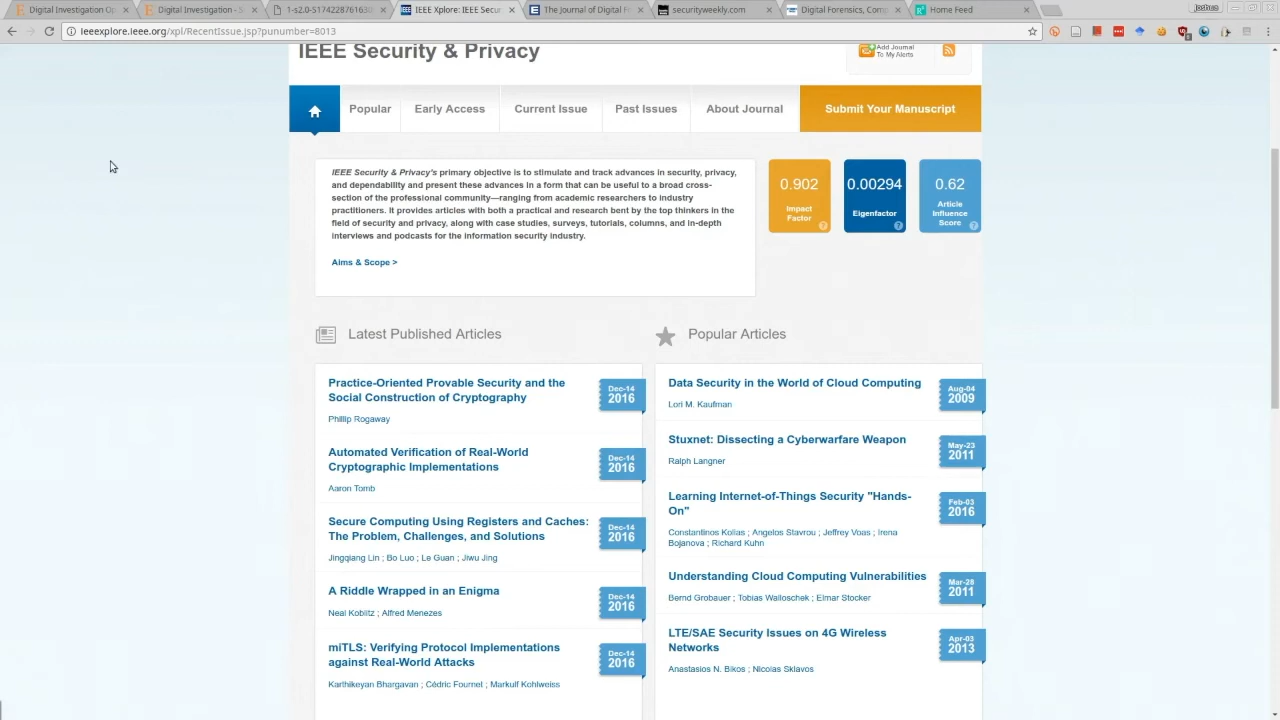 Digital Investigation Op
Digital Investigation Os
1-s2.0-S17422876160
IEEE Xplore: IEEE Securi
The Journal of Digital Fo
securityweekly.com
Digital Forensics, Comp
Home Feed
ieeexplore.ieee.org/xpl/RecentIssue.jsp?punumber=8013
IEEE Security & Privacy
Add Journal
To My Alerts
Popular
Early Access
Current Issue
Past Issues
About Journal
Submit Your Manuscript
IEEE Security & Privacy's primary objective is to stimulate and track advances in security, privacy,
and dependability and present these advances in a form that can be useful to a broad cross-
section of the professional community—ranging from academic researchers to industry
practitioners. It provides articles with both a practical and research bent by the top thinkers in the
field of security and privacy, along with case studies, surveys, tutorials, columns, and in-depth
interviews and podcasts for the information security industry.
Aims & Scope >
0.902
Impact
Factor
0.00294
Eigenfactor
0.62
Article
Influence
Score
Latest Published Articles
Practice-Oriented Provable Security and the
Social Construction of Cryptography
Phillip Rogaway
Dec-14
2016
Automated Verification of Real-World
Cryptographic Implementations
Aaron Tomb
Dec-14
2016
Secure Computing Using Registers and Caches:
The Problem, Challenges, and Solutions
Jingqiang Lin ; Bo Luo ; Le Guan ; Jiwu Jing
Dec-14
2016
A Riddle Wrapped in an Enigma
Neal Koblitz ; Alfred Menezes
Dec-14
2016
miTLS: Verifying Protocol Implementations
against Real-World Attacks
Karthikeyan Bhargavan ; Cédric Fournet ; Markulf Kohlweiss
Dec-14
2016
Popular Articles
Data Security in the World of Cloud Computing
Lori M. Kaufman
Aug-04
2009
Stuxnet: Dissecting a Cyberwarfare Weapon
Ralph Langner
May-23
2011
Learning Internet-of-Things Security "Hands-
On"
Constantinos Kolias ; Angelos Stavrou ; Jeffrey Voas ; Irena
Bojanova ; Richard Kuhn
Feb-03
2016
Understanding Cloud Computing Vulnerabilities
Bernd Grobauer ; Tobias Walloschek ; Elmar Stocker
Mar-28
2011
LTE/SAE Security Issues on 4G Wireless
Networks
Anastasios N. Bikos ; Nicolas Sklavos
Apr-03
2013